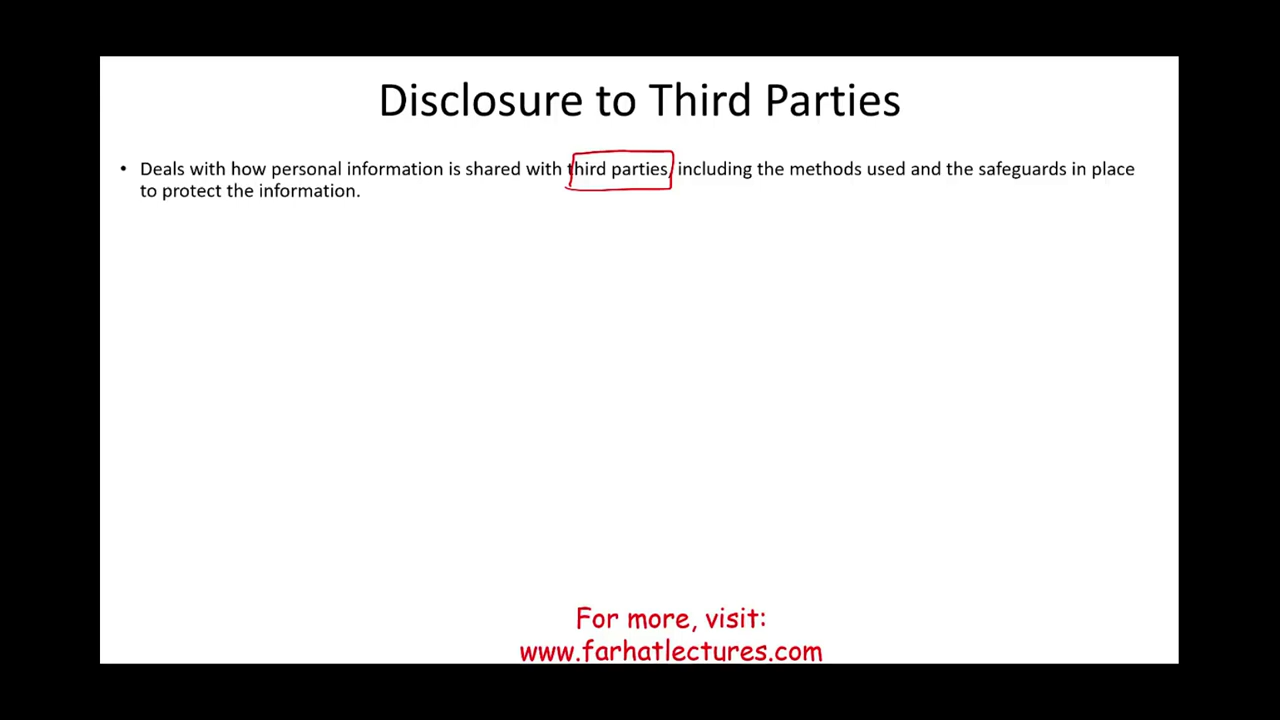 Disclosure to Third Parties
• Deals with how personal information is shared with third parties, including the methods used and the safeguards in place
to protect the information.
For more, visit:
www.farhatlectures.com